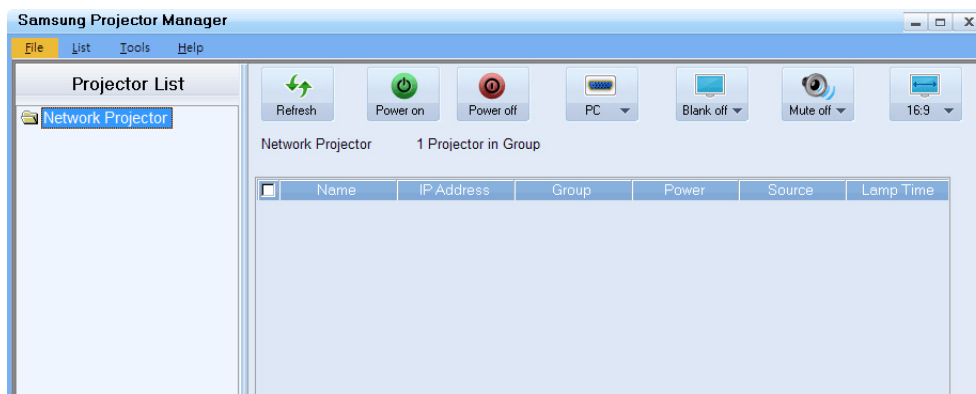 Samsung Projector Manager
File List Tools Help
Projector List
Network Projector
Refresh Power on Power off PC Blank off Mute off 16:9
Network Projector 1 Projector in Group
Name IP Address Group Power Source Lamp Time